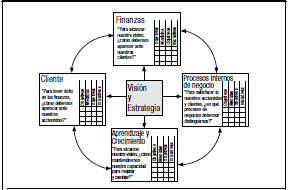 Finanzas
"Para alcanzar
nuestra visión,
¿cómo debemos
aparecer ante
nuestros
clientes?"
Cliente
"Para tener éxito
en las finanzas,
¿cómo debemos
aparecer ante
nuestros
accionistas?"
Visión
y
Estrategia
Procesos Internos
de negocio
"Para satisfacer a
nuestros accionistas
y clientes, ¿en qué
procesos de
negocio debemos
distinguirnos?"
Aprendizaje y
Crecimiento
"Para alcanzar
nuestra visión, ¿cómo
mantendremos
nuestra capacidad
para mejorar
y cambiar?"